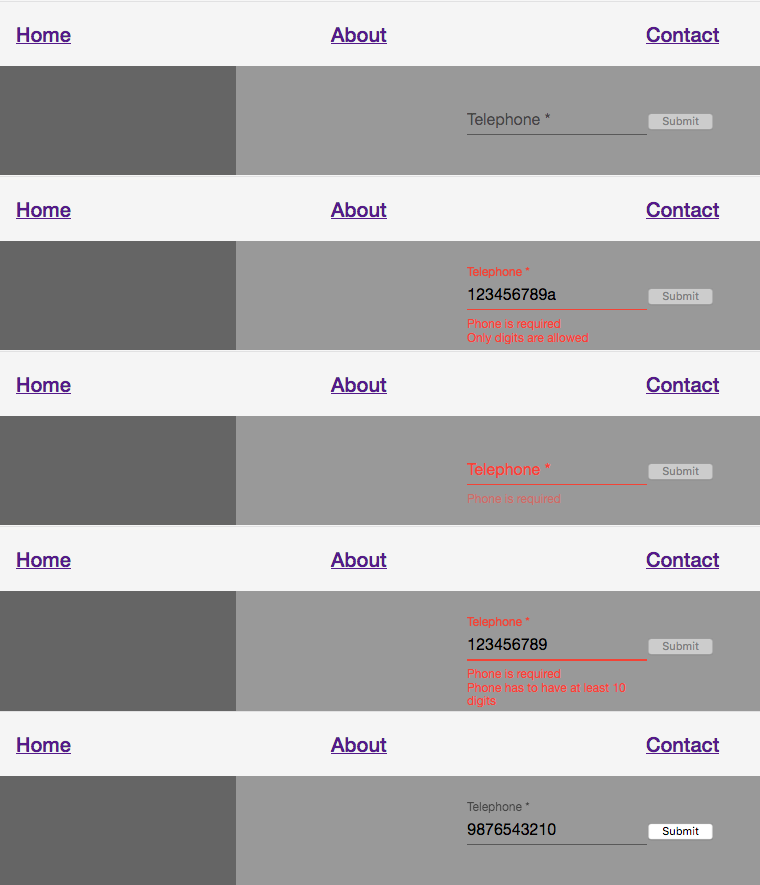 Home About Contact
Telephone * Submit
Home About Contact
Telephone *
123456789a Submit
Phone is required
Only digits are allowed
Home About Contact
Telephone * Submit
Phone is required
Home About Contact
Telephone *
123456789 Submit
Phone is required
Phone has to have at least 10
digits
Home About Contact
Telephone *
9876543210 Submit